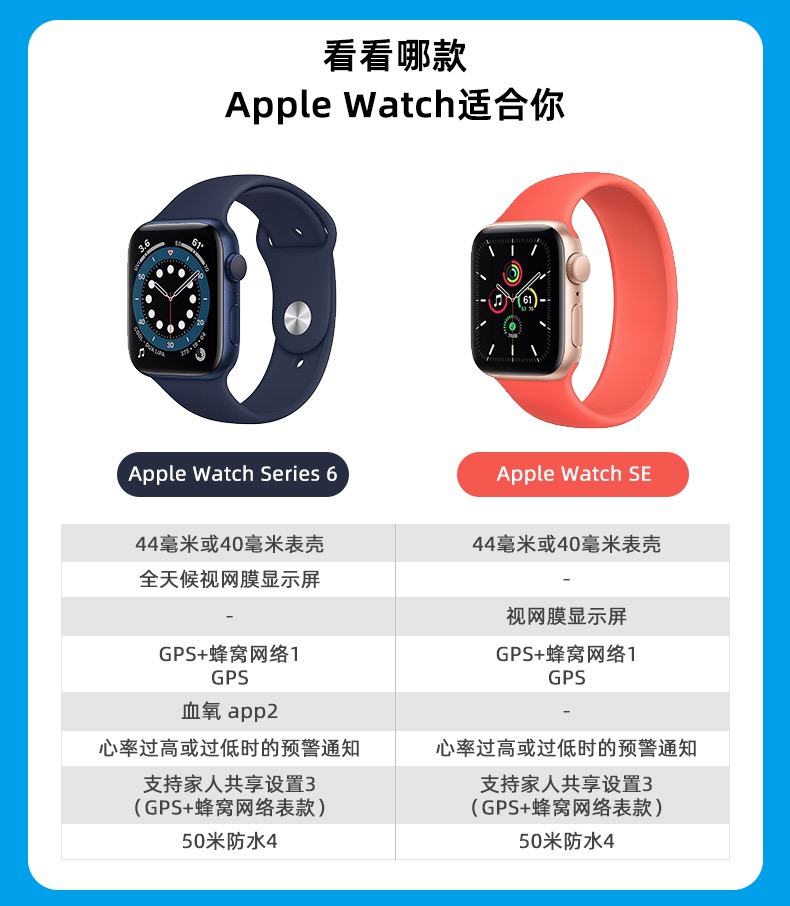 看看哪款
Apple Watch适合你
Apple Watch Series 6
Apple Watch SE
44毫米或40毫米表壳
44毫米或40毫米表壳
全天候视网膜显示屏
-
-
视网膜显示屏
GPS+蜂窝网络1
GPS
GPS+蜂窝网络1
GPS
血氧 app2
-
心率过高或过低时的预警通知
心率过高或过低时的预警通知
支持家人共享设置3
（GPS+蜂窝网络表款）
支持家人共享设置3
（GPS+蜂窝网络表款）
50米防水4
50米防水4